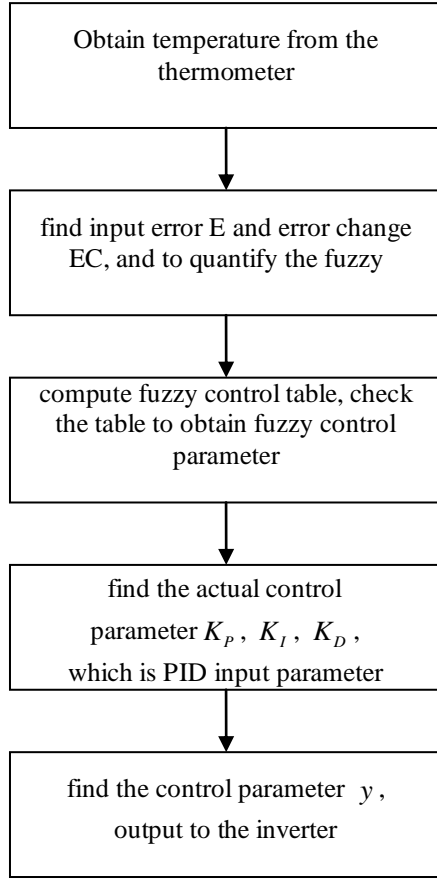 Obtain temperature from the
thermometer
find input error E and error change
EC, and to quantify the fuzzy
compute fuzzy control table, check
the table to obtain fuzzy control
parameter
find the actual control
parameter K_P , K_I , K_D ,
which is PID input parameter
find the control parameter y ,
output to the inverter